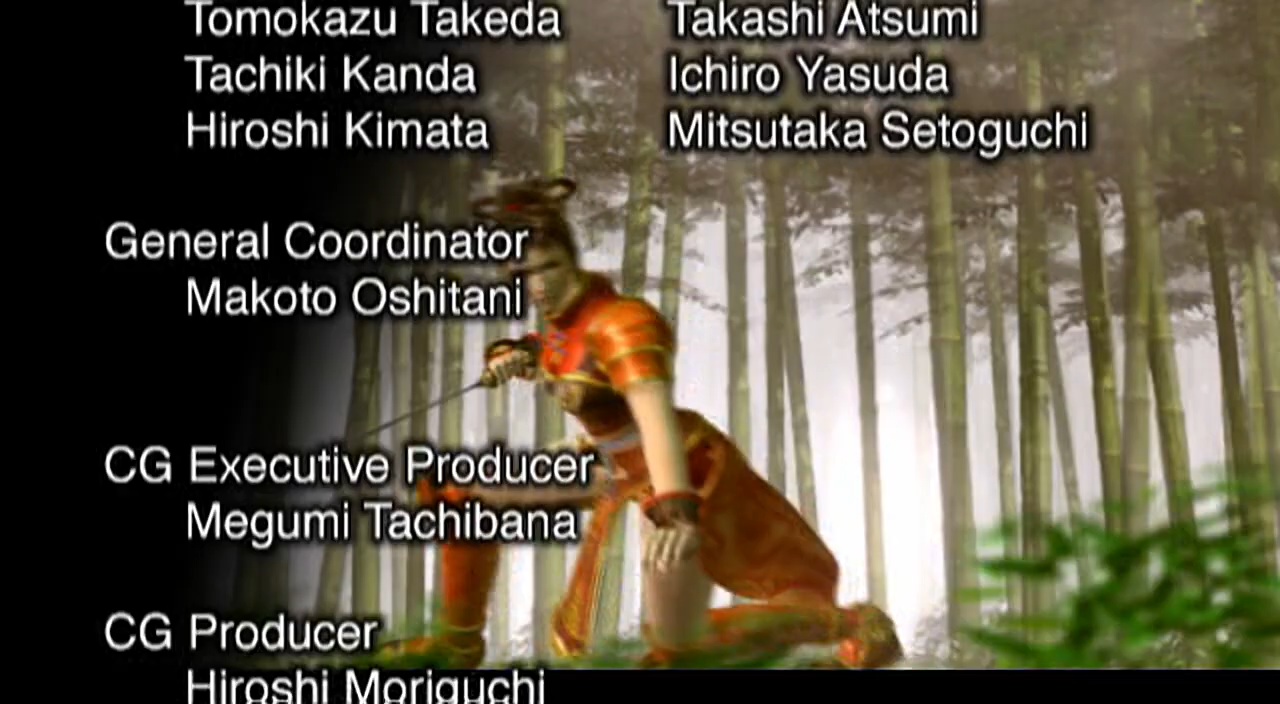 Tomokazu Takeda Takashi Atsumi
Tachiki Kanda Ichiro Yasuda
Hiroshi Kimata Mitsutaka Setoguchi
General Coordinator
Makoto Oshitani
CG Executive Producer
Megumi Tachibana
CG Producer
Hiroshi Moriguchi